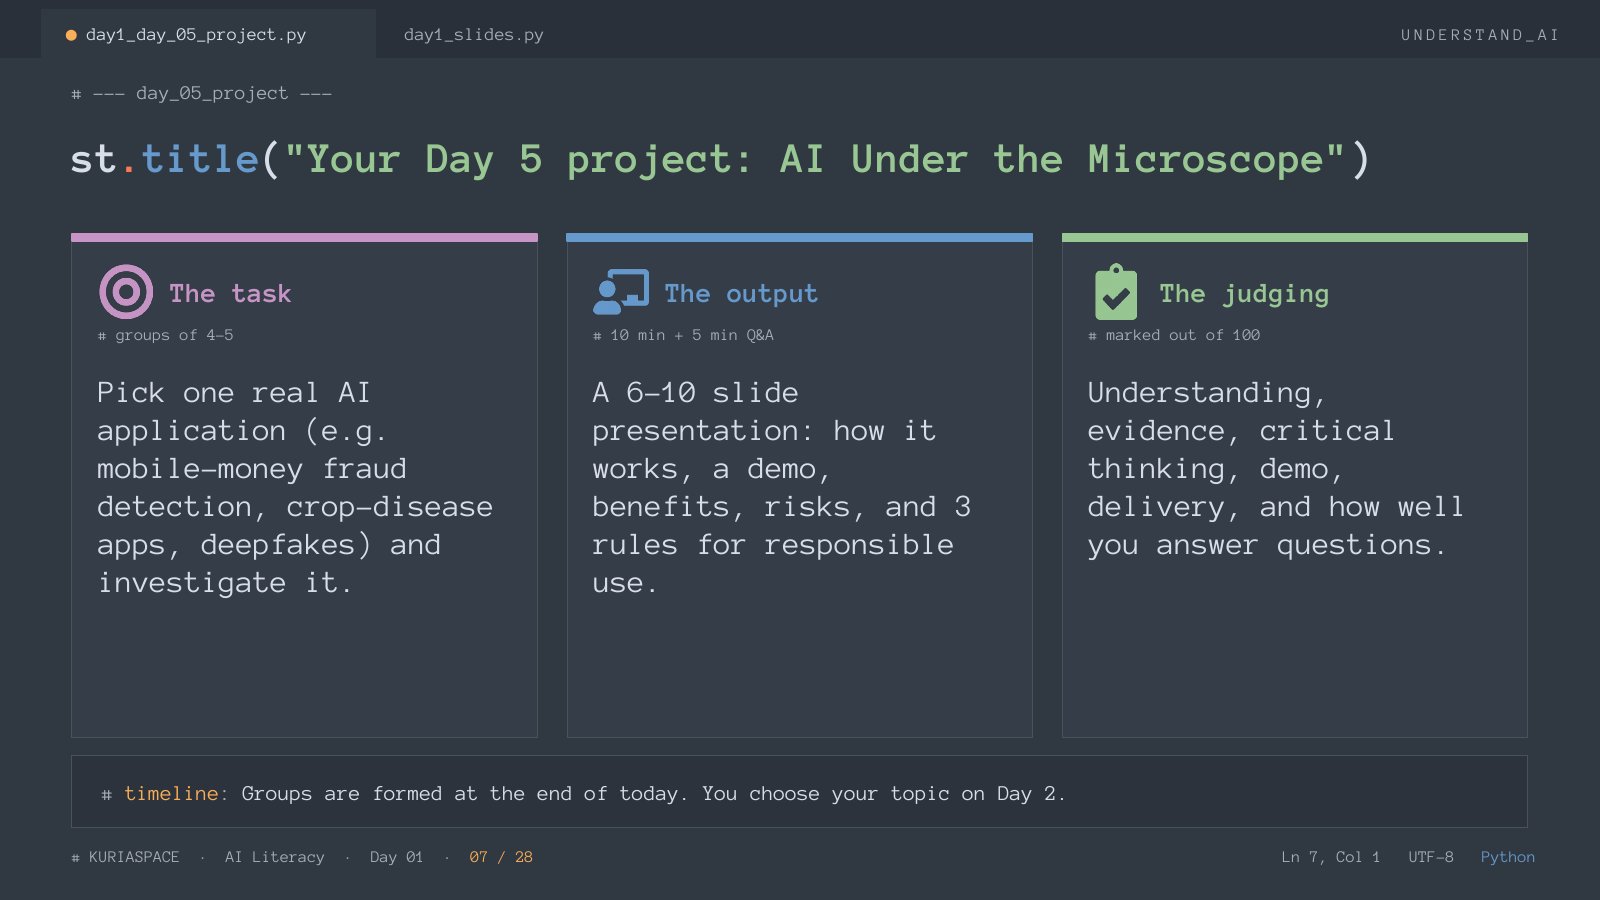 day1_day_05_project.py
day1_slides.py
UNDERSTAND_AI
# --- day_05_project ---
st.title("Your Day 5 project: AI Under the Microscope")
The task
# groups of 4-5
Pick one real AI
application (e.g.
mobile-money fraud
detection, crop-disease
apps, deepfakes) and
investigate it.
The output
# 10 min + 5 min Q&A
A 6-10 slide
presentation: how it
works, a demo,
benefits, risks, and 3
rules for responsible
use.
The judging
# marked out of 100
Understanding,
evidence, critical
thinking, demo,
delivery, and how well
you answer questions.
# timeline: Groups are formed at the end of today. You choose your topic on Day 2.
# KURIASPACE · AI Literacy · Day 01 · 07 / 28
Ln 7, Col 1 UTF-8 Python